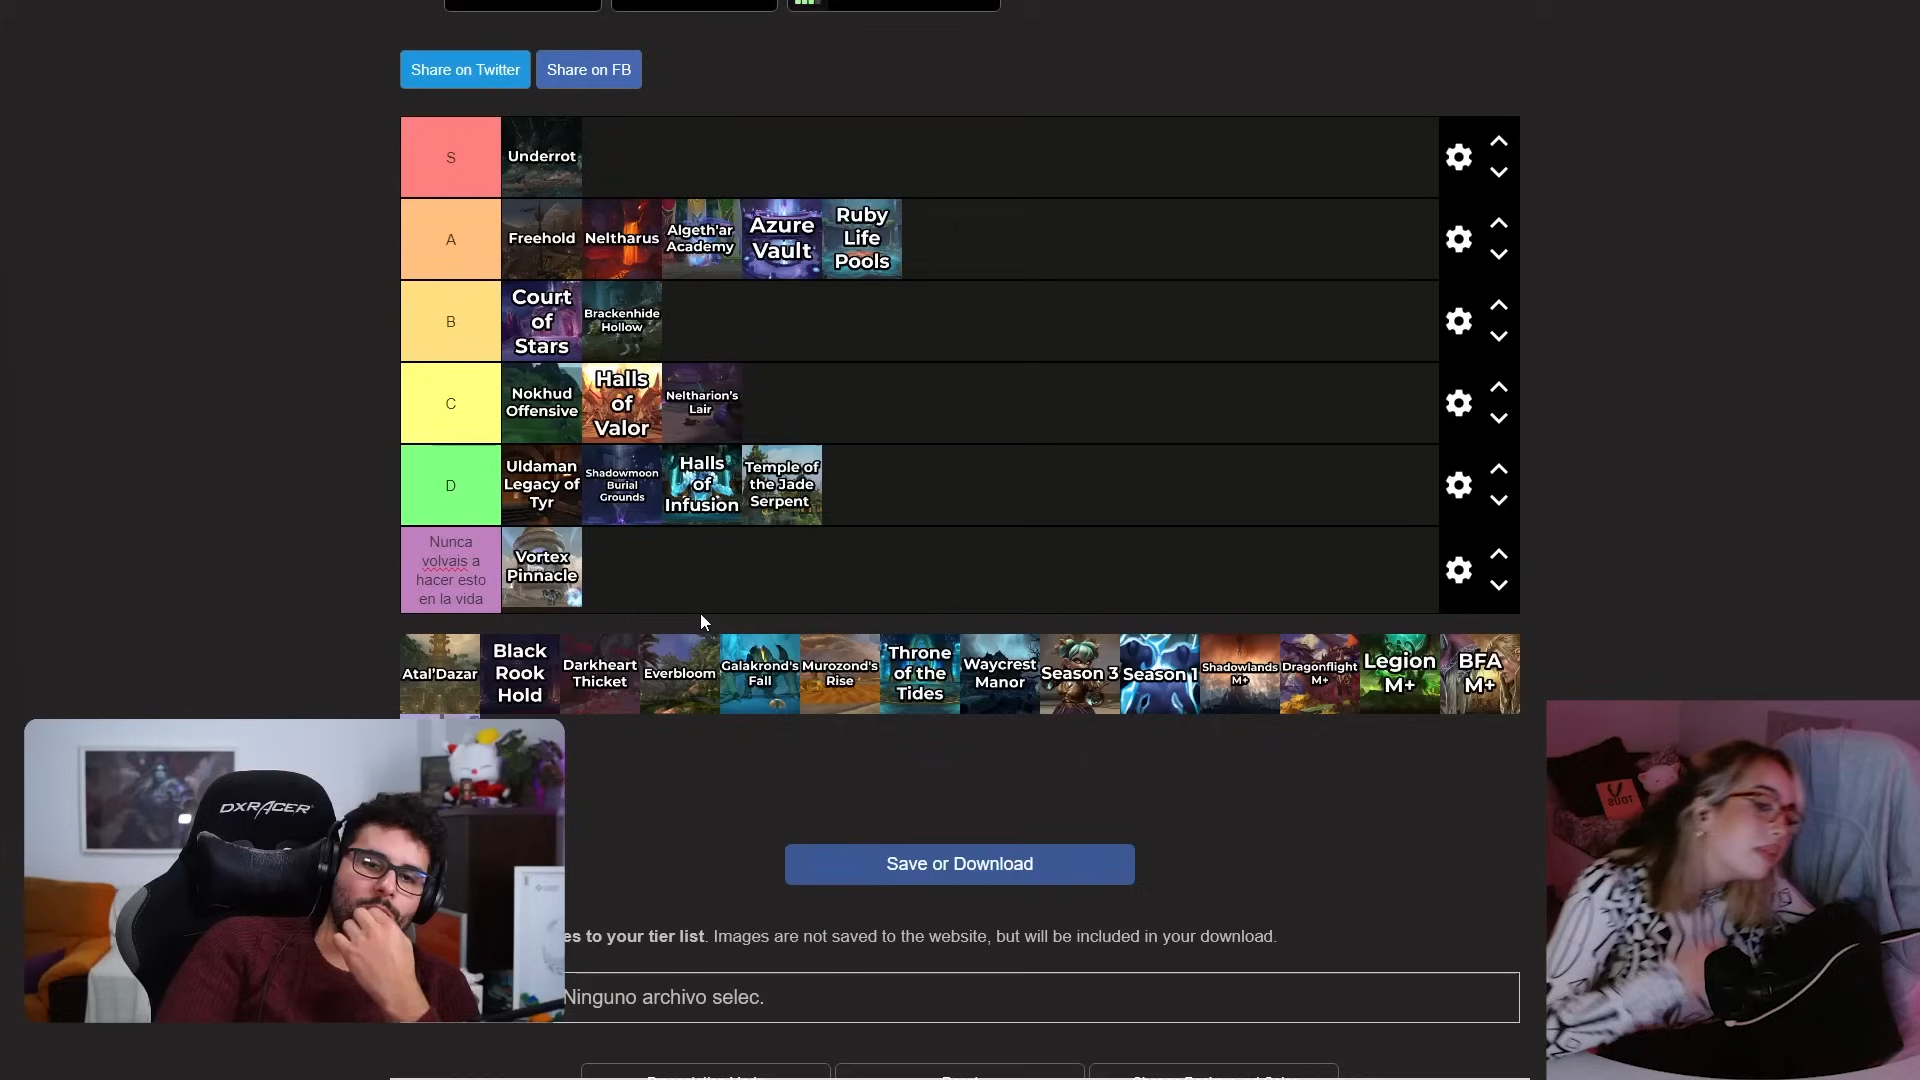 Share on Twitter
Share on FB
S
Underrot
A
Freehold
Neltharus
Algeth'ar
Academy
Azure
Vault
Ruby
Life
Pools
B
Court
of
Stars
Brackenhide
Hollow
C
Nokhud
Offensive
Halls
of
Valor
Neltharion's
Lair
D
Uldaman
Legacy of
Tyr
Shadowmoon
Burial
Grounds
Halls
of
Infusion
Temple of
the Jade
Serpent
Nunca
volvais a
hacer esto
en la vida
Vortex
Pinnacle
Atal'Dazar
Black
Rook
Hold
Darkheart
Thicket
Everbloom
Galakrond's
Fall
Murozond's
Rise
Throne
of the
Tides
Waycrest
Manor
Season 3
Season 1
Shadowlands
M+
Dragonflight
M+
Legion
M+
BFA
M+
DXRACER
TOUS
Save or Download
es to your tier list. Images are not saved to the website, but will be included in your download.
Ninguno archivo selec.